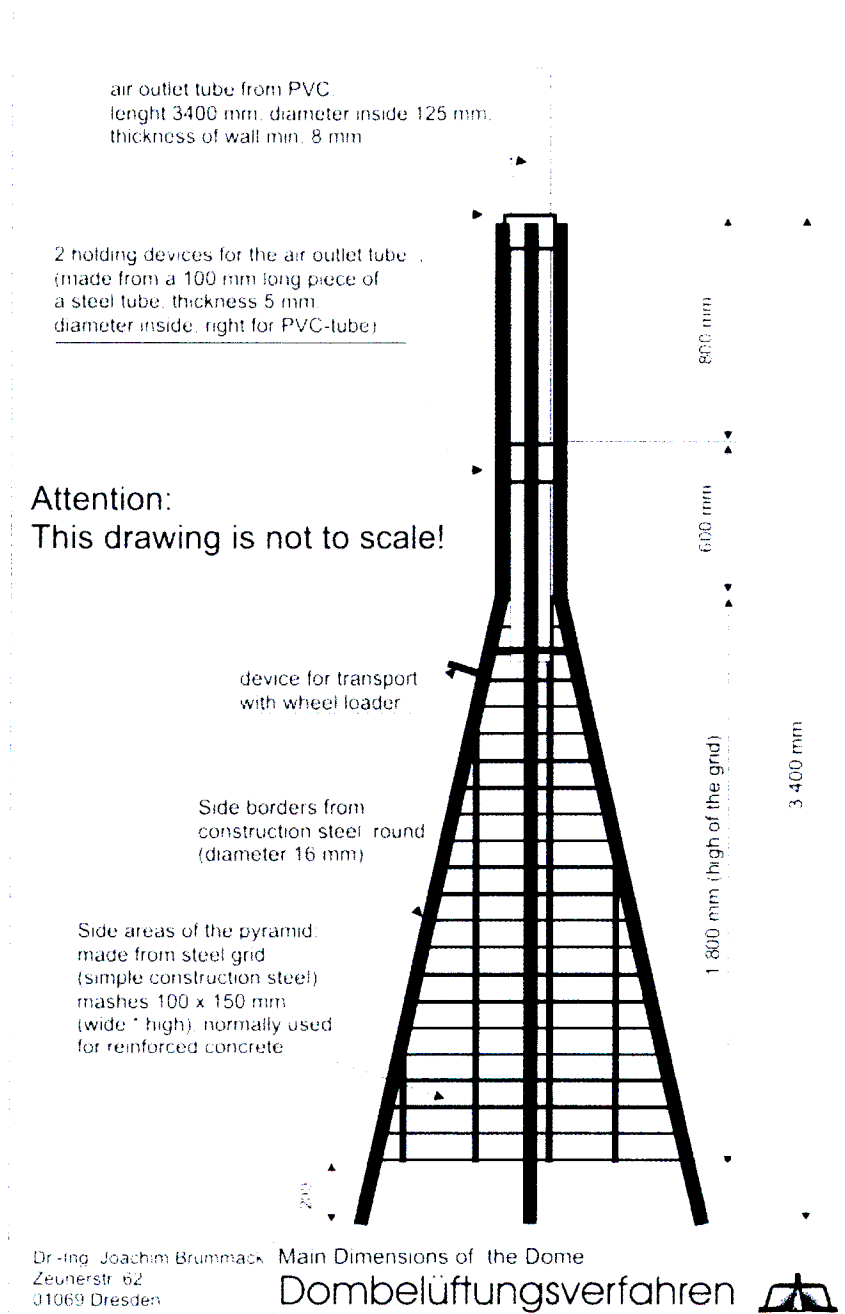 air outlet tube from PVC.
lenght 3400 mm, diameter inside 125 mm,
thickness of wall min. 8 mm
2 holding devices for the air outlet tube
(made from a 100 mm long piece of
a steel tube, thickness 5 mm,
diameter inside, right for PVC-tube)
800 mm
Attention:
This drawing is not to scale!
600 mm
device for transport
with wheel loader
1 800 mm (high of the grid)
3 400 mm
Side borders from
construction steel round
(diameter 16 mm)
Side areas of the pyramid:
made from steel grid
(simple construction steel)
mashes 100 x 150 mm
(wide * high), normally used
for reinforced concrete
200
Dr.-Ing. Joachim Brummack
Zeunerstr. 62
01069 Dresden
Main Dimensions of the Dome
Dombelüftungsverfahren